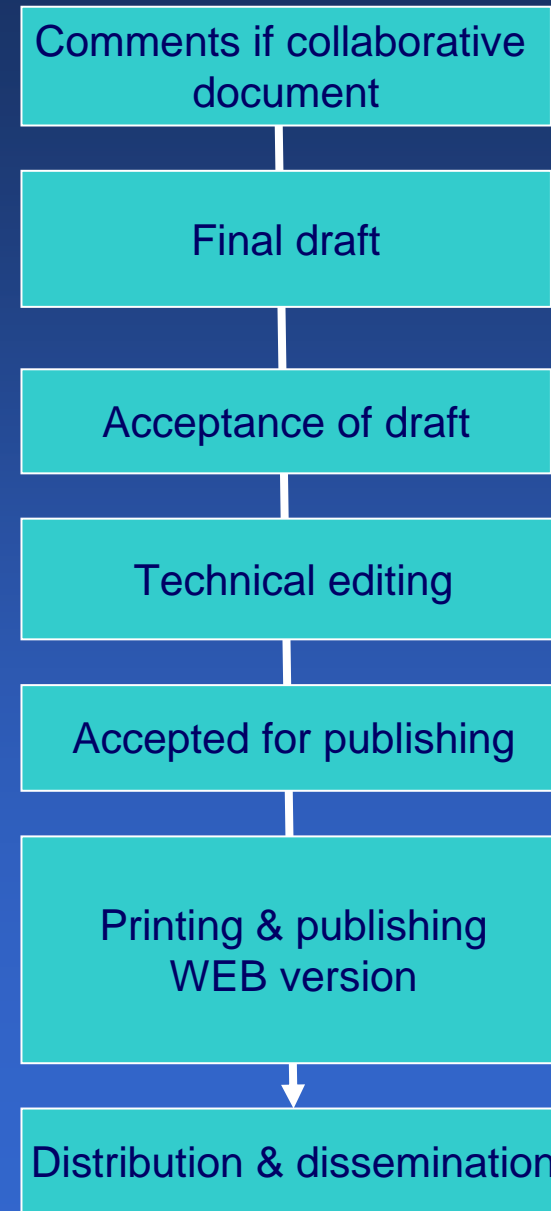 Comments if collaborative
document
Final draft
Acceptance of draft
Technical editing
Accepted for publishing
Printing & publishing
WEB version
Distribution & dissemination